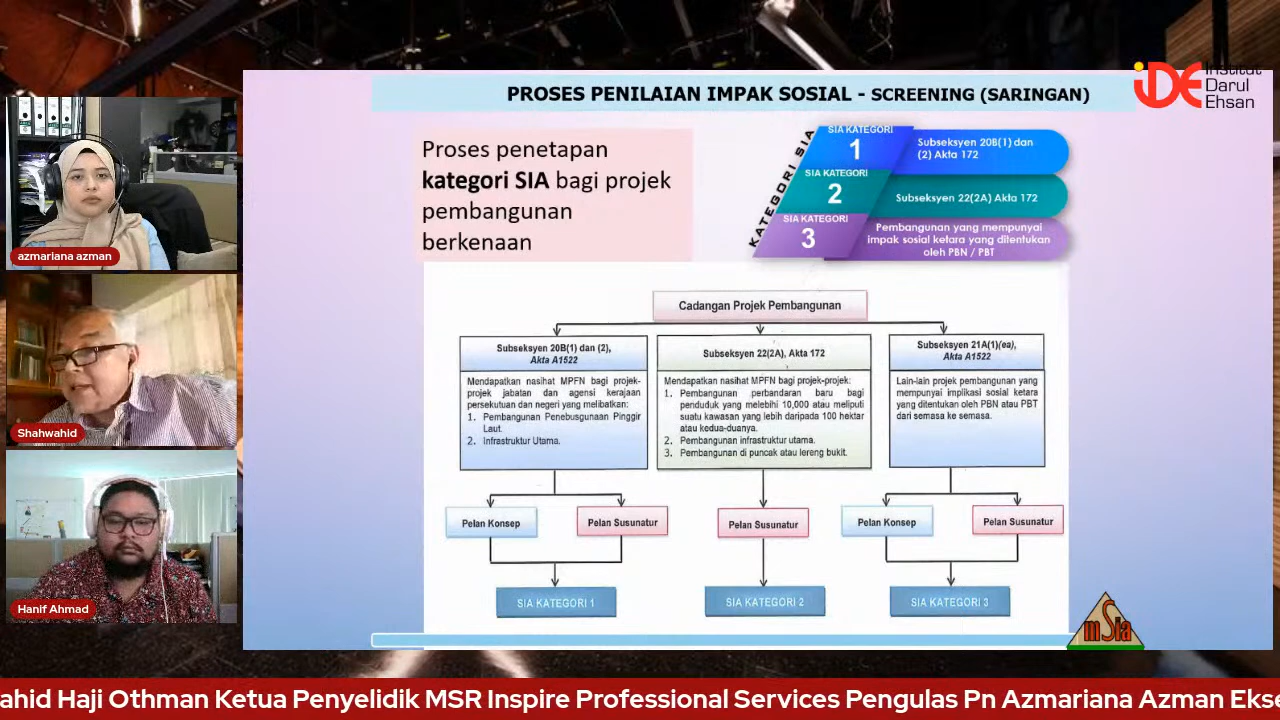 PROSES PENILAIAN IMPAK SOSIAL - SCREENING (SARINGAN)
Institut
Darul
Ehsan
iDE
Proses penetapan
kategori SIA bagi projek
pembangunan
berkenaan
KATEGORI SIA
SIA KATEGORI
1
Subseksyen 20B(1) dan
(2) Akta 172
SIA KATEGORI
2
Subseksyen 22(2A) Akta 172
SIA KATEGORI
3
Pembangunan yang mempunyai
impak sosial ketara yang ditentukan
oleh PBN / PBT
Cadangan Projek Pembangunan
Subseksyen 20B(1) dan (2),
Akta A1522
Mendapatkan nasihat MPFN bagi projek-
projek jabatan dan agensi kerajaan
persekutuan dan negeri yang melibatkan:
1. Pembangunan Penebusgunaan Pinggir
Laut.
2. Infrastruktur Utama.
Subseksyen 22(2A), Akta 172
Mendapatkan nasihat MPFN bagi projek-projek:
1. Pembangunan perbandaran baru bagi
penduduk yang melebihi 10,000 atau meliputi
suatu kawasan yang lebih daripada 100 hektar
atau kedua-duanya.
2. Pembangunan infrastruktur utama.
3. Pembangunan di puncak atau lereng bukit.
Subseksyen 21A(1)(ea),
Akta A1522
Lain-lain projek pembangunan yang
mempunyai implikasi sosial ketara
yang ditentukan oleh PBN atau PBT
dari semasa ke semasa.
Pelan Konsep
Pelan Susunatur
Pelan Susunatur
Pelan Konsep
Pelan Susunatur
SIA KATEGORI 1
SIA KATEGORI 2
SIA KATEGORI 3
mSia
azmariana azman
Shahwahid
Hanif Ahmad
ahid Haji Othman Ketua Penyelidik MSR Inspire Professional Services Pengulas Pn Azmariana Azman Ekse